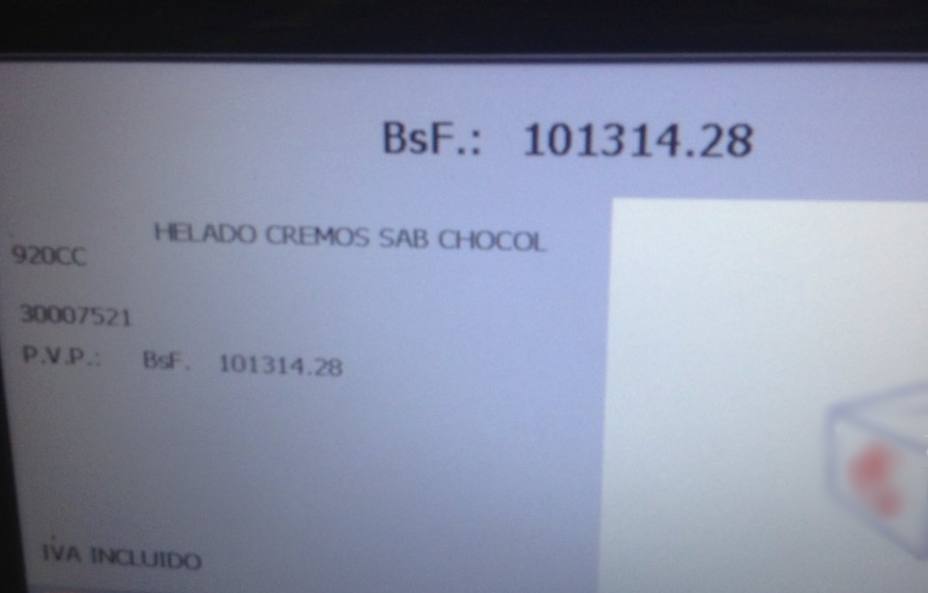 BsF.: 101314.28
HELADO CREMOS SAB CHOCOL
920CC
30007521
P.V.P.: BsF. 101314.28
IVA INCLUIDO